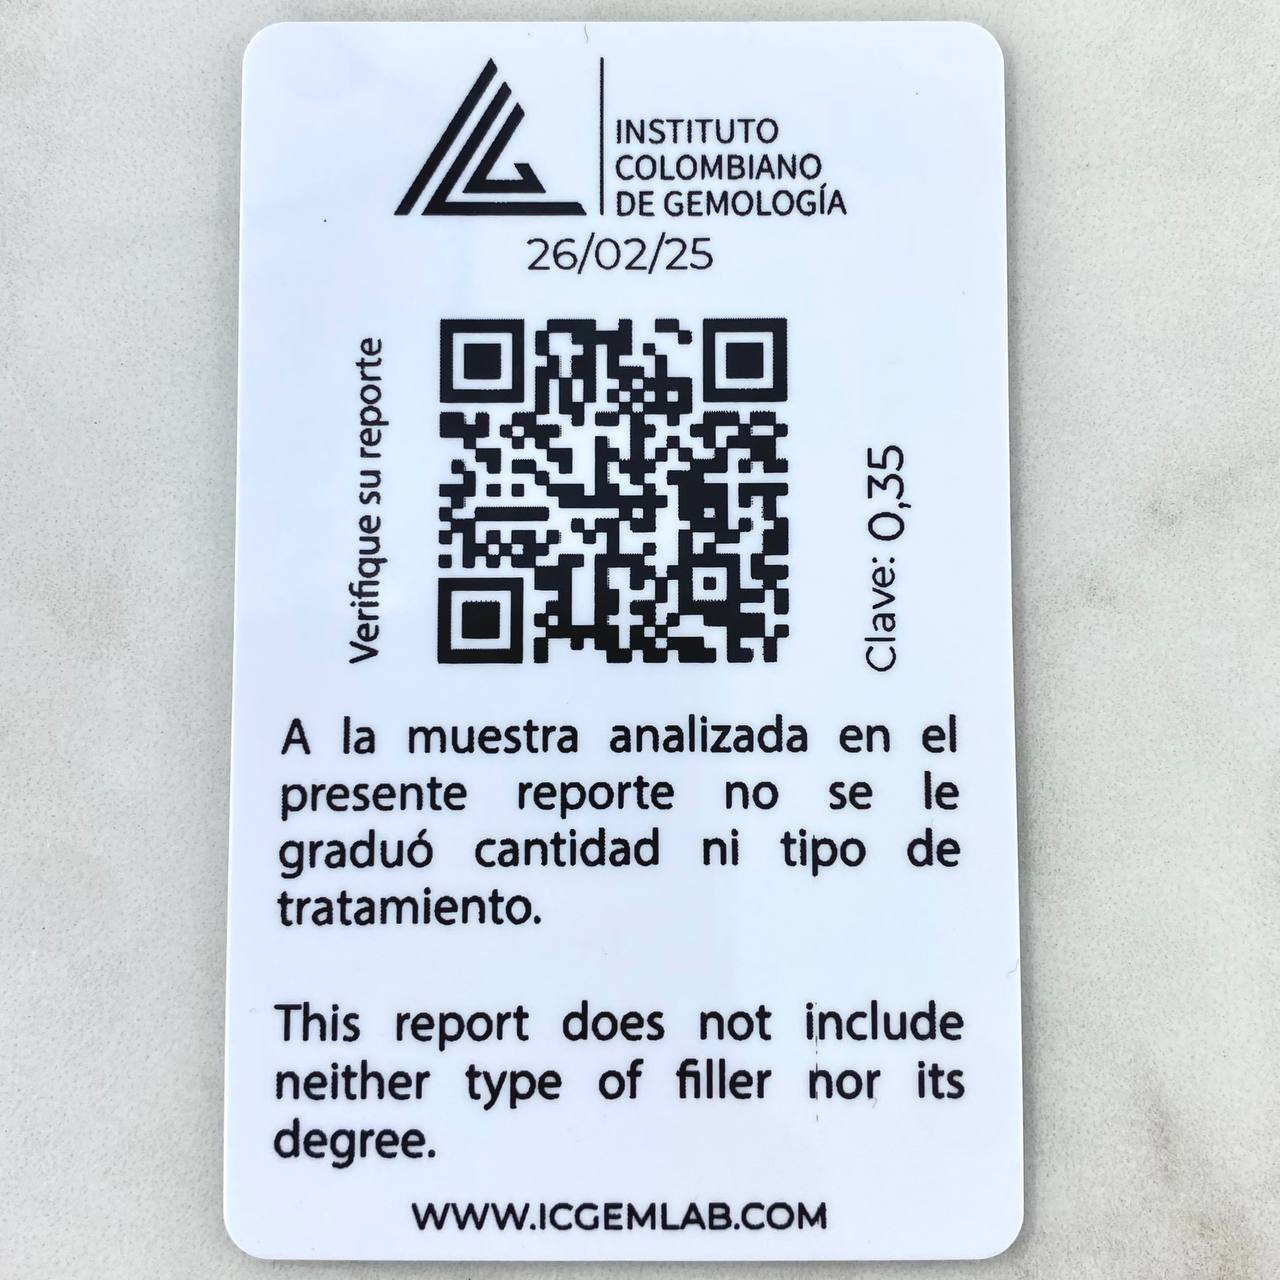 INSTITUTO
COLOMBIANO
DE GEMOLOGÍA
26/02/25
Verifique su reporte
Clave: 0,35
A la muestra analizada en el
presente reporte no se le
graduó cantidad ni tipo de
tratamiento.
This report does not include
neither type of filler nor its
degree.
WWW.ICGEMLAB.COM